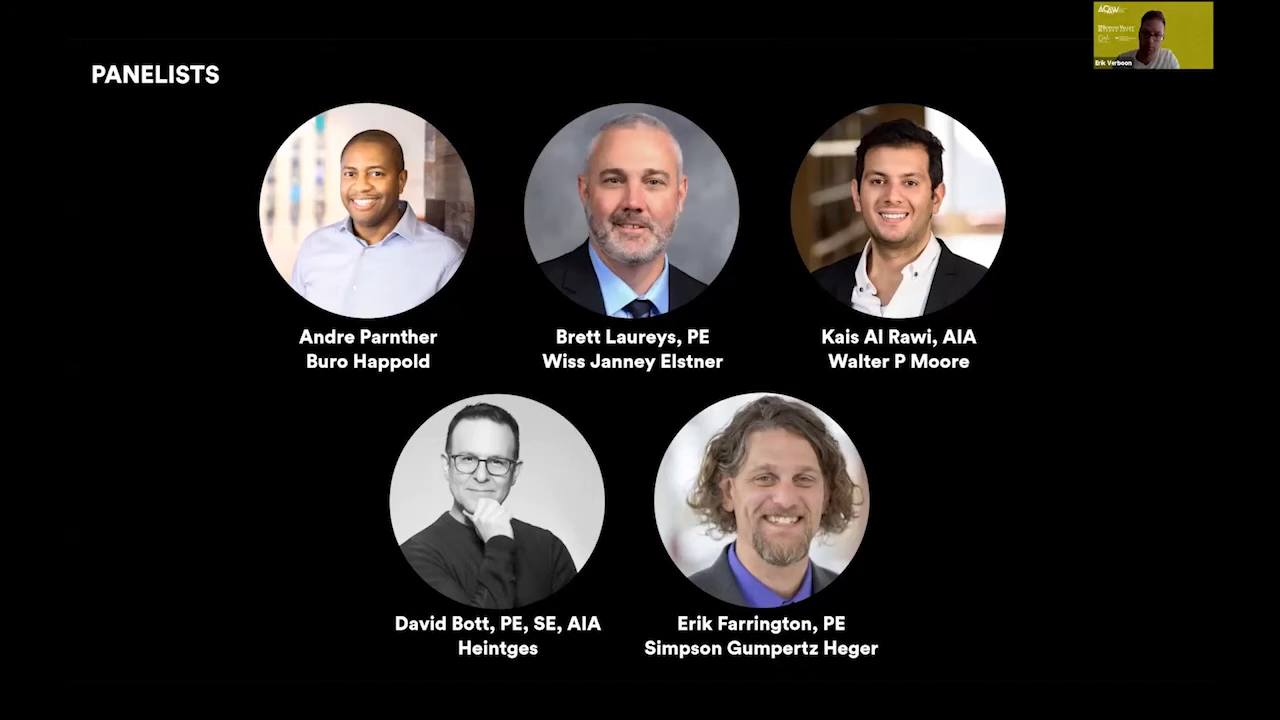 PANELISTS
Erik Verboon
Andre Parnther
Buro Happold
Brett Laureys, PE
Wiss Janney Elstner
Kais Al Rawi, AIA
Walter P Moore
David Bott, PE, SE, AIA
Heintges
Erik Farrington, PE
Simpson Gumpertz Heger